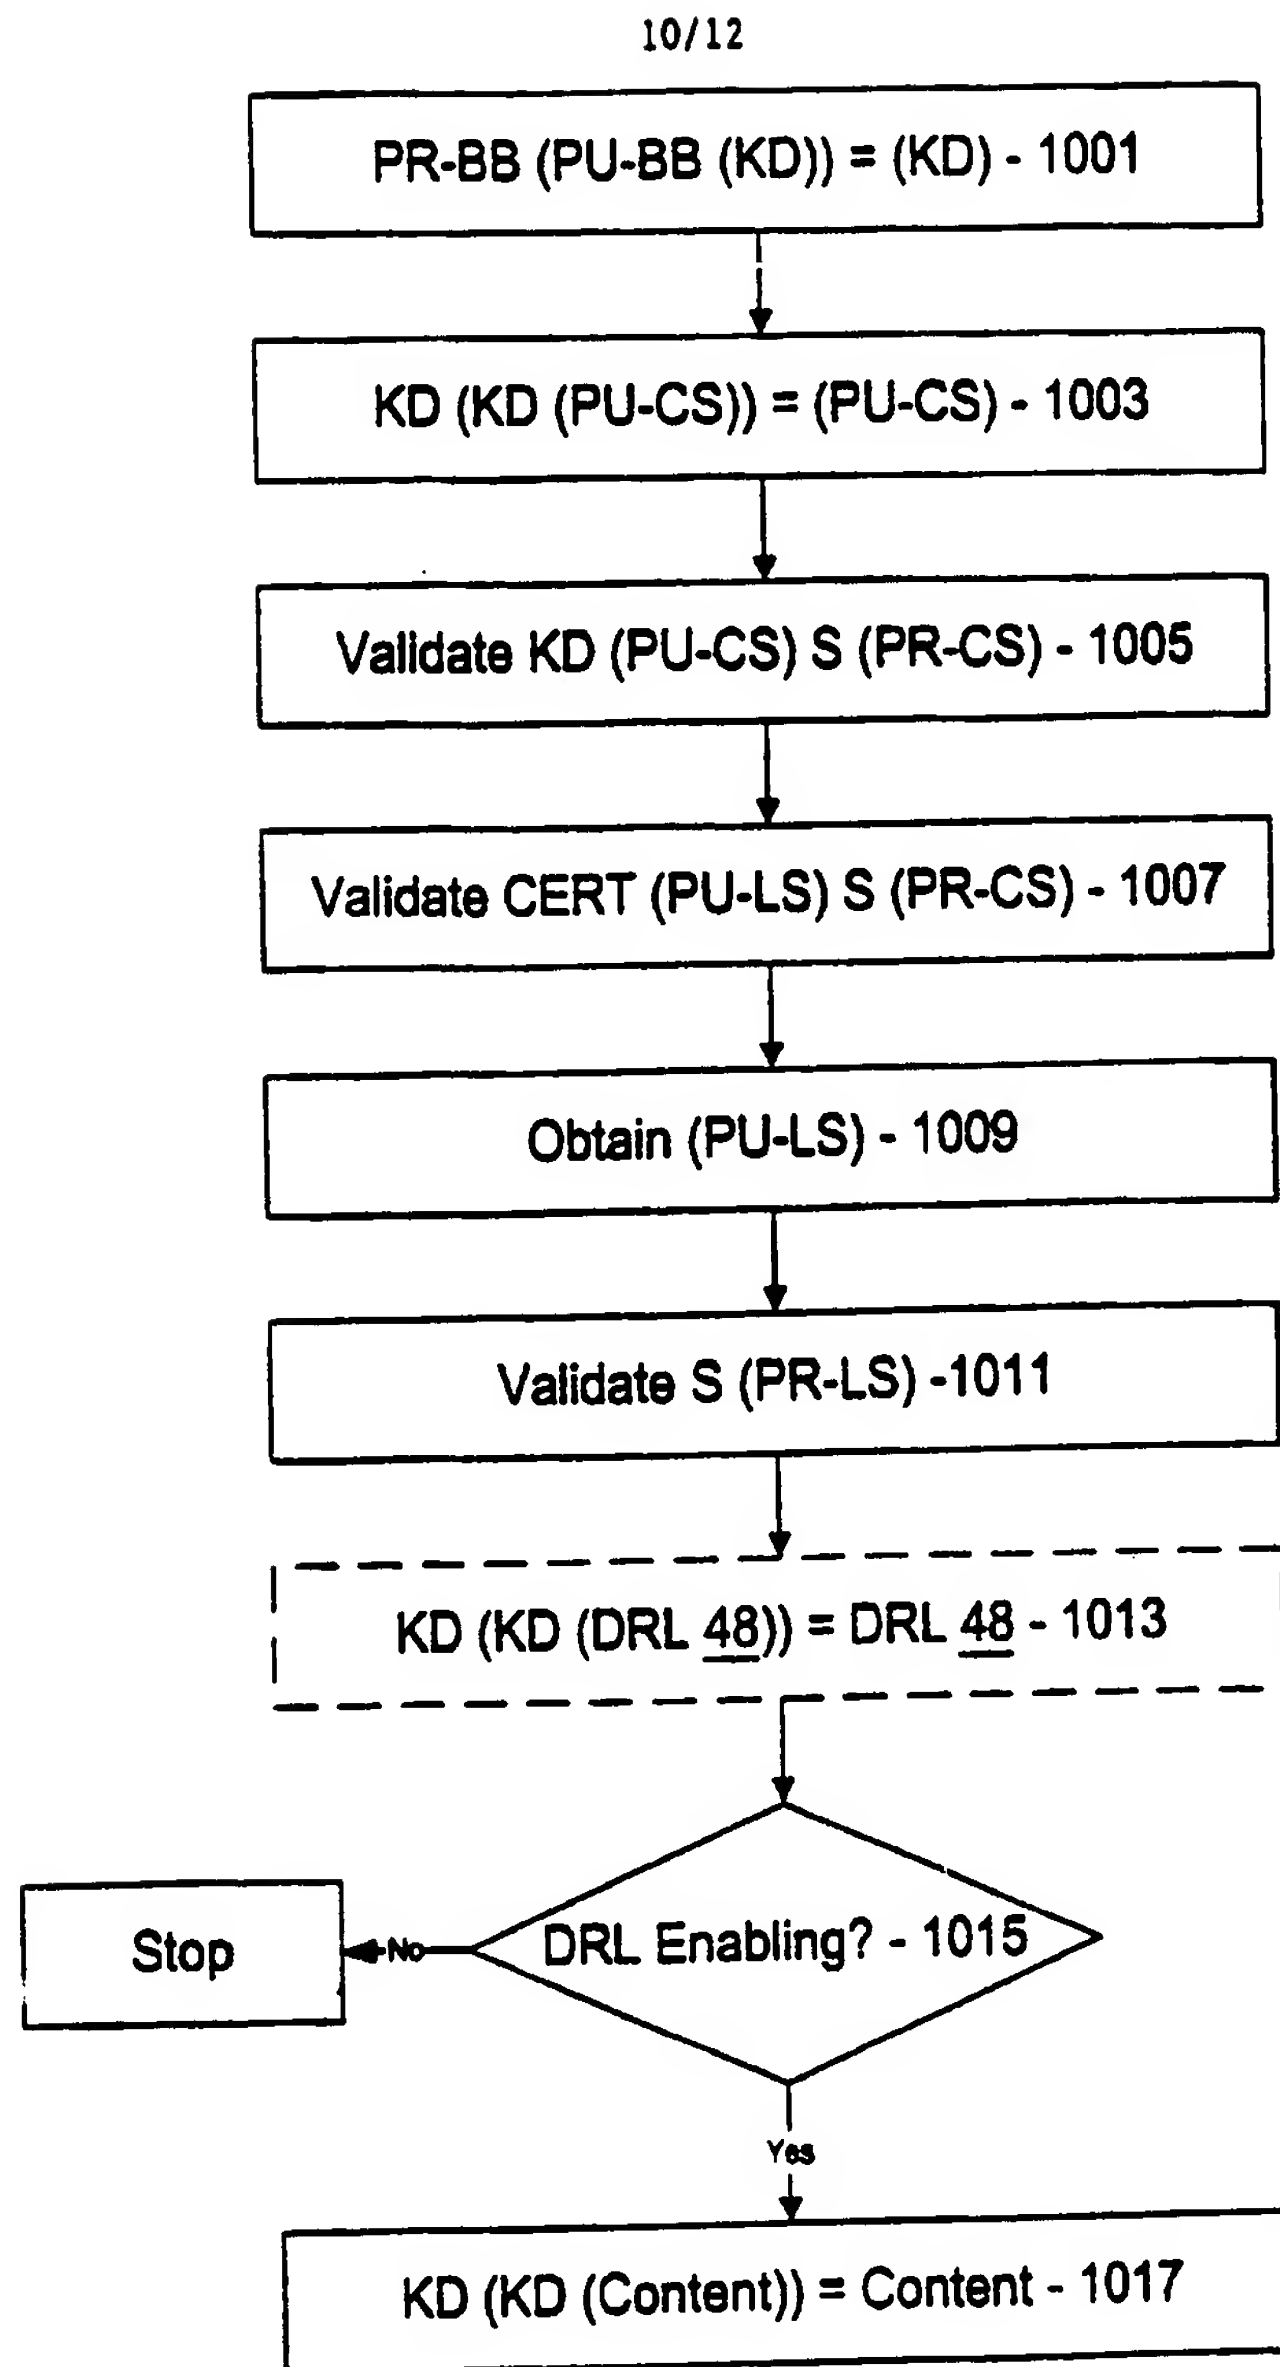 10/12
PR-BB (PU-BB (KD)) = (KD) - 1001
KD (KD (PU-CS)) = (PU-CS) - 1003
Validate KD (PU-CS) S (PR-CS) - 1005
Validate CERT (PU-LS) S (PR-CS) - 1007
Obtain (PU-LS) - 1009
Validate S (PR-LS) -1011
KD (KD (DRL 48)) = DRL 48 - 1013
DRL Enabling? - 1015
No
Stop
Yes
KD (KD (Content)) = Content - 1017